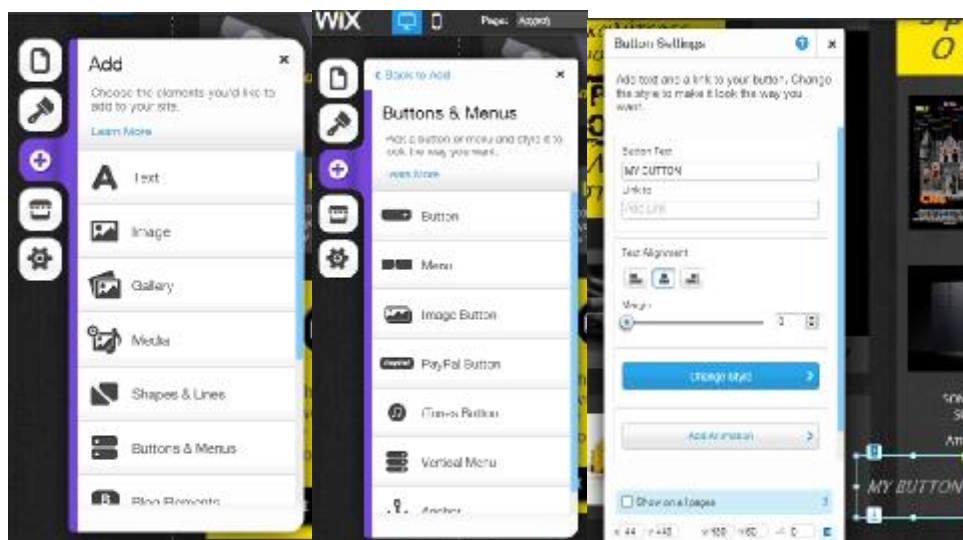 Add
Choose the elements you'd like to
add to your site.
Learn More
Text
Image
Gallery
Media
Shapes & Lines
Buttons & Menus
Blog Elements
WIX
Page:
< Back to Add
Buttons & Menus
Pick a button or menu and style it to
look the way you want.
Learn More
Button
Menu
Image Button
PayPal Button
iTunes Button
Vertical Menu
Anchor
Button Settings
Add text and a link to your button. Change
the style to make it look the way you
want.
Button Text
MY BUTTON
Link to
Add Link
Text Alignment
Margin
Change Style
Add Animation
Show on all pages
MY BUTTON